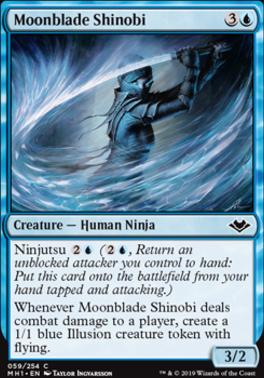 Moonblade Shinobi 3
Creature — Human Ninja
Ninjutsu 2 (2, Return an
unblocked attacker you control to hand:
Put this card onto the battlefield from your
hand tapped and attacking.)
Whenever Moonblade Shinobi deals
combat damage to a player, create a
1/1 blue Illusion creature token with
flying.
3/2
059/254 C
MH1 • EN TAYLOR INGVARSSON
™ & © 2019 Wizards of the Coast